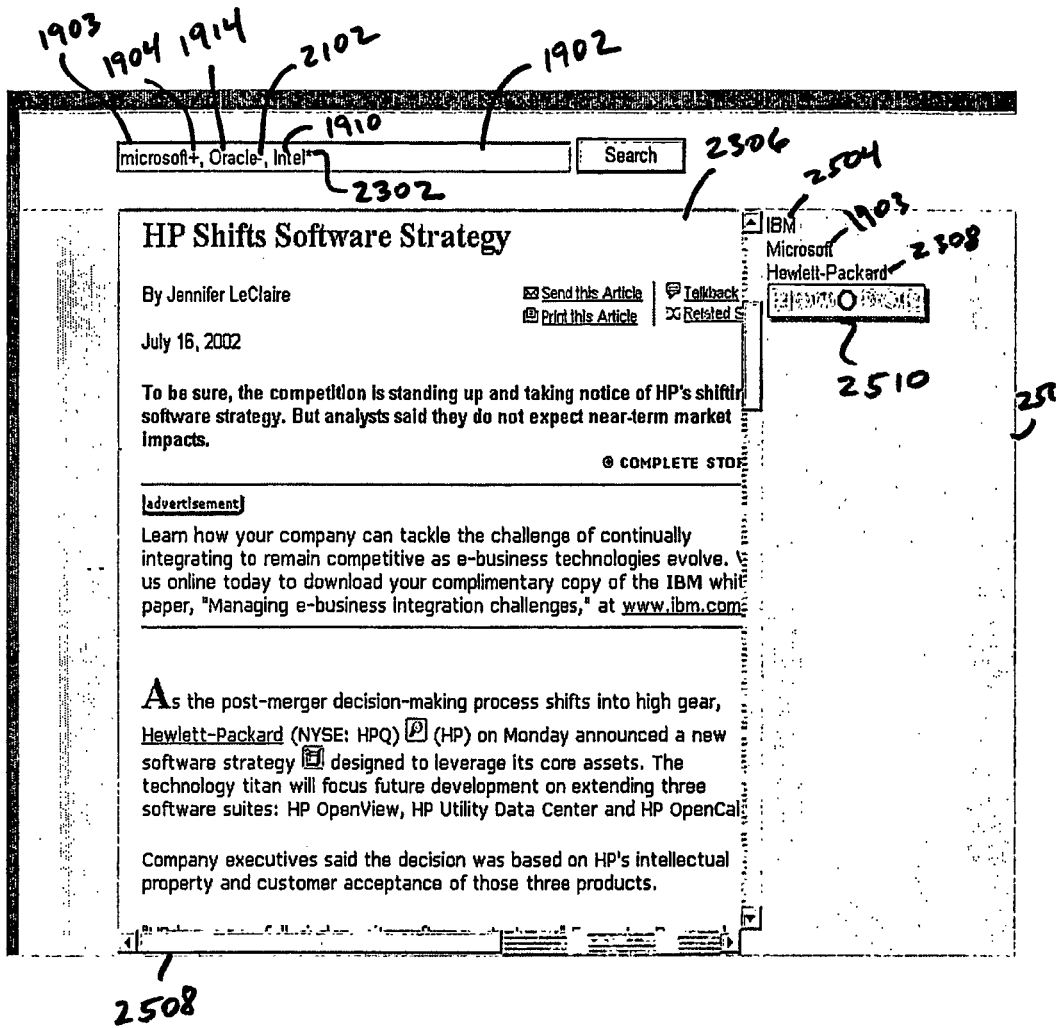 1903
1904
1914
2102
1902
microsoft+, Oracle-, Intel*
1910
2302
Search
2306
2504
1903
2308
IBM
Microsoft
Hewlett-Packard
2510
HP Shifts Software Strategy
By Jennifer LeClaire
Send this Article
Talkback
Print this Article
Related S
July 16, 2002
To be sure, the competition is standing up and taking notice of HP's shiftin
software strategy. But analysts said they do not expect near-term market
impacts.
COMPLETE STOR
advertisement
Learn how your company can tackle the challenge of continually
integrating to remain competitive as e-business technologies evolve. V
us online today to download your complimentary copy of the IBM whit
paper, "Managing e-business integration challenges," at www.ibm.com
As the post-merger decision-making process shifts into high gear,
Hewlett-Packard (NYSE: HPQ) (HP) on Monday announced a new
software strategy designed to leverage its core assets. The
technology titan will focus future development on extending three
software suites: HP OpenView, HP Utility Data Center and HP OpenCal
Company executives said the decision was based on HP's intellectual
property and customer acceptance of those three products.
2508